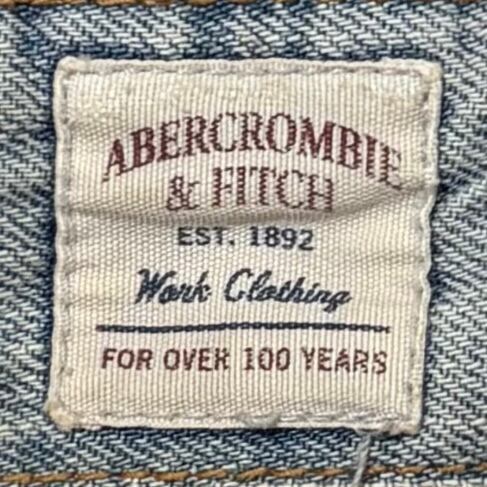 ABERCROMBIE
& FITCH
EST. 1892
Work Clothing
FOR OVER 100 YEARS